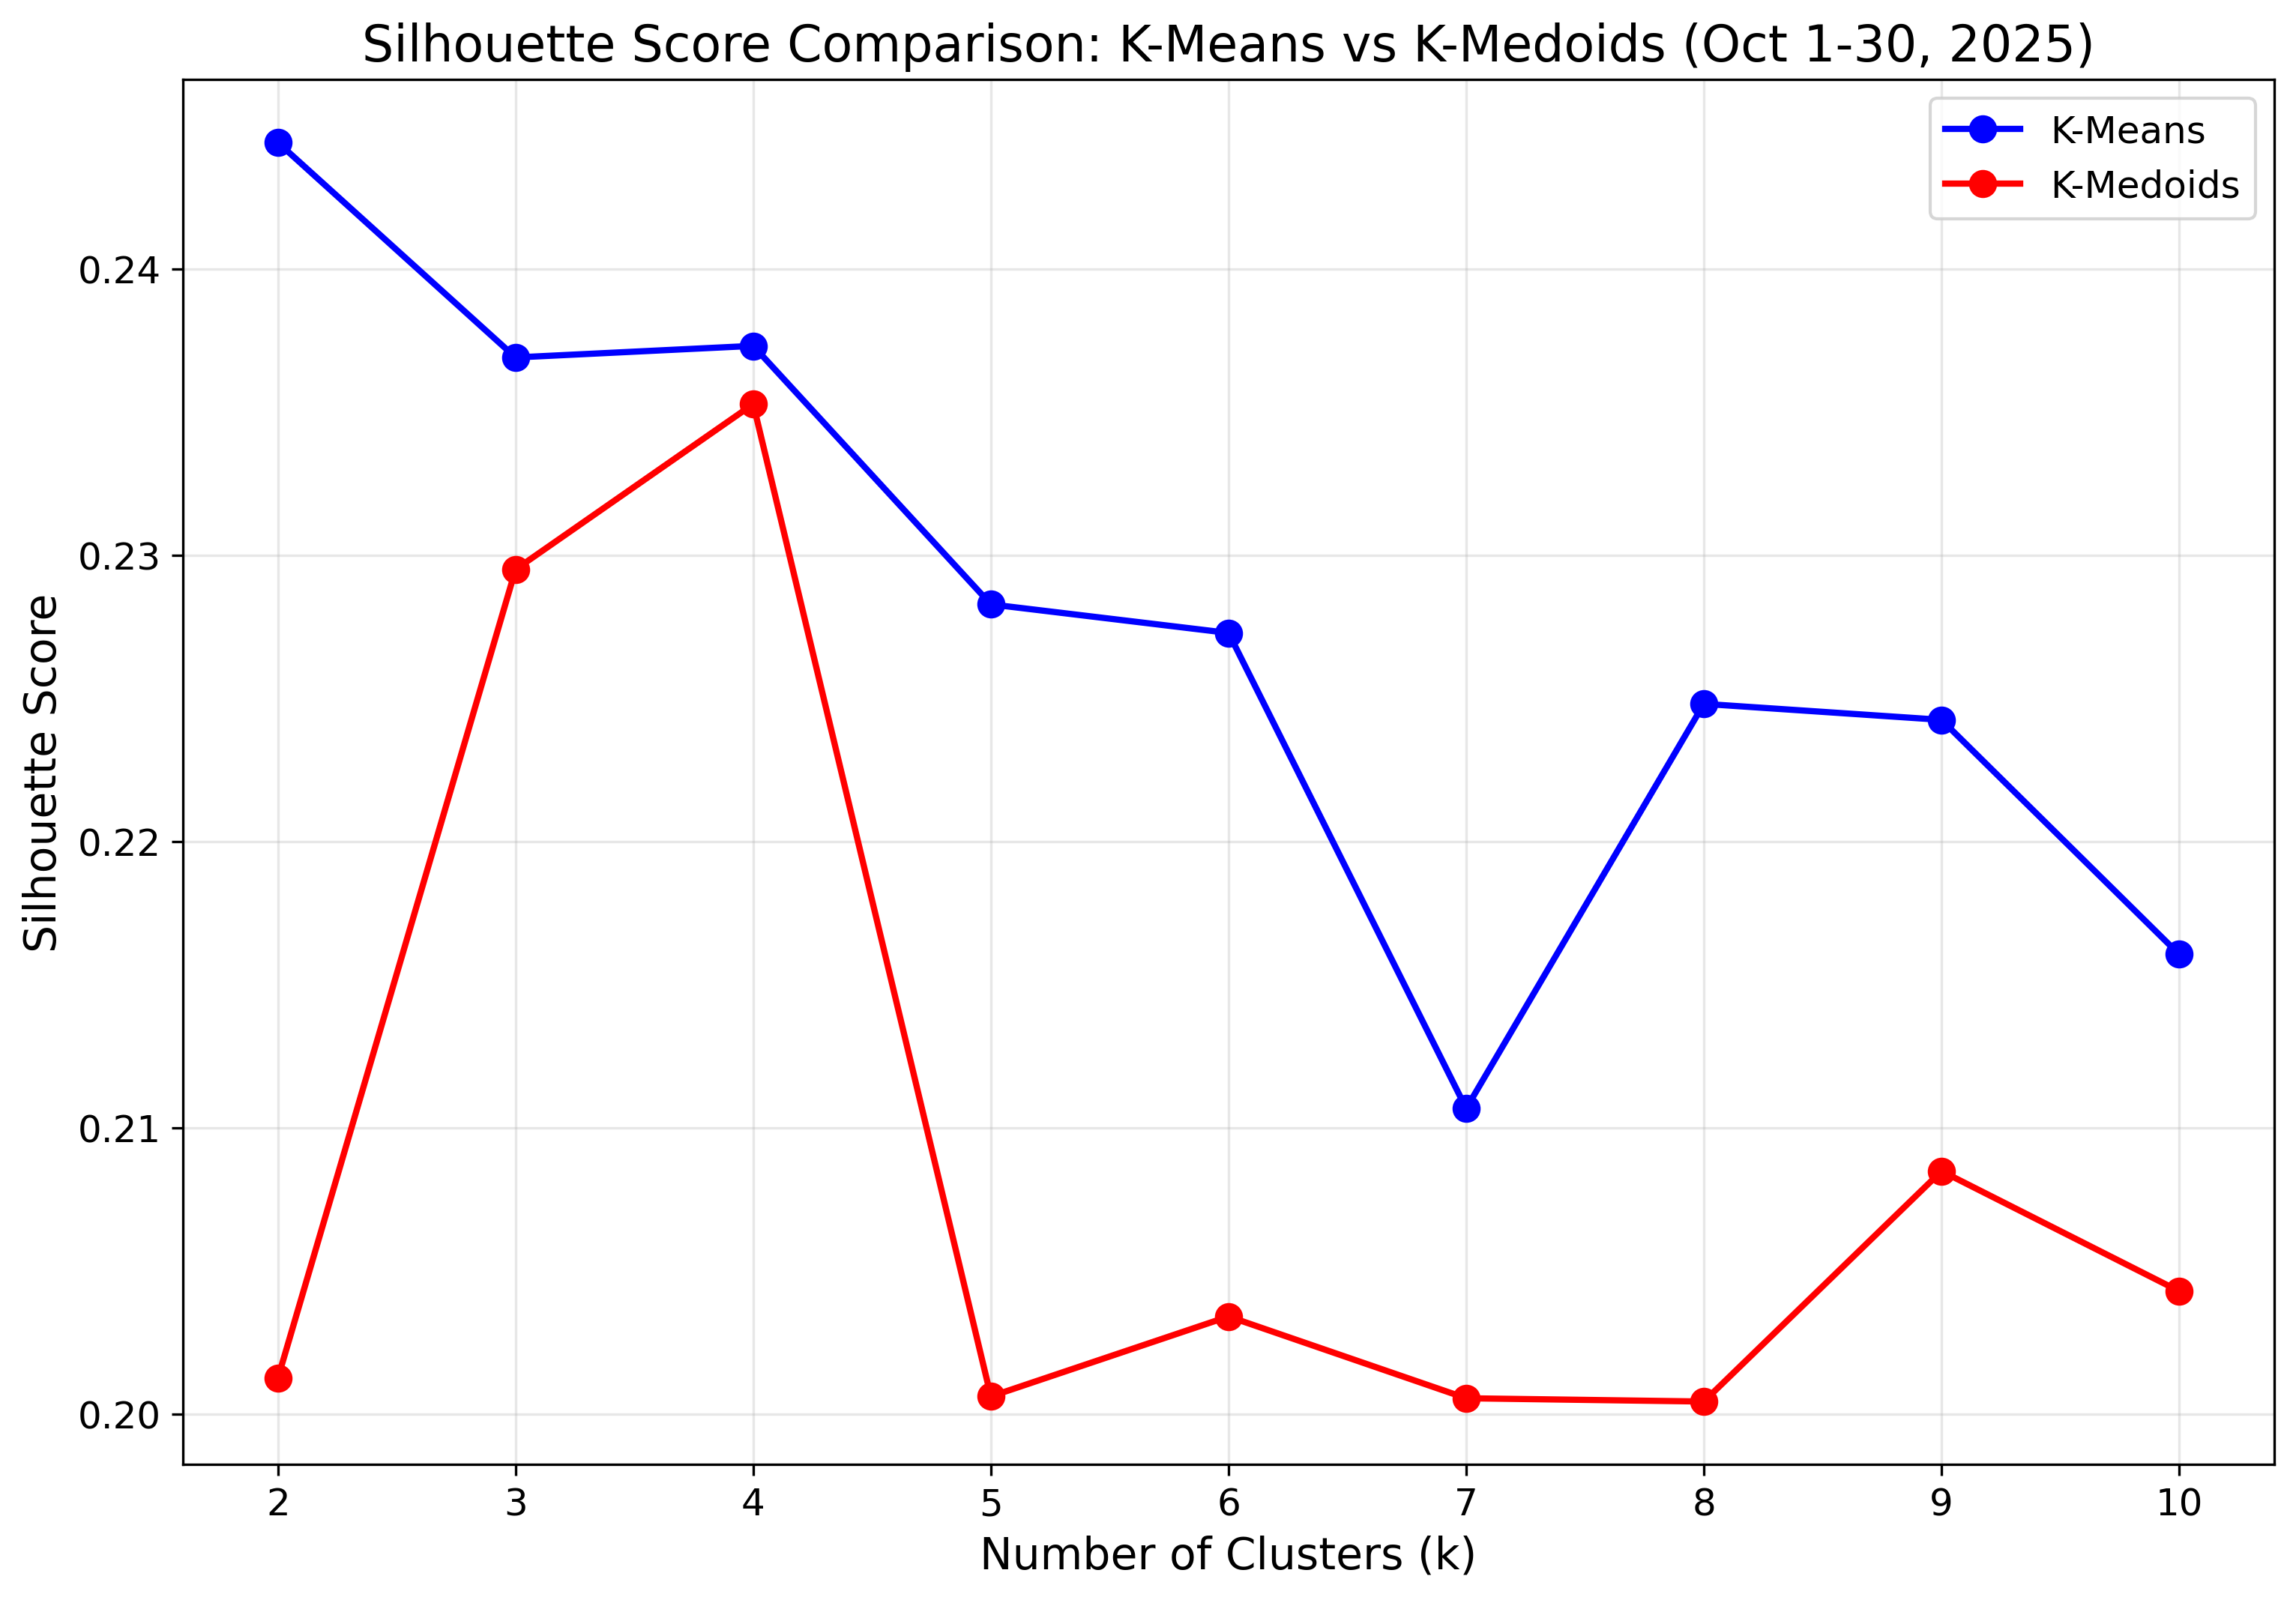 Silhouette Score Comparison: K-Means vs K-Medoids (Oct 1-30, 2025)
K-Means
K-Medoids
Silhouette Score
0.24
0.23
0.22
0.21
0.20
2 3 4 5 6 7 8 9 10
Number of Clusters (k)